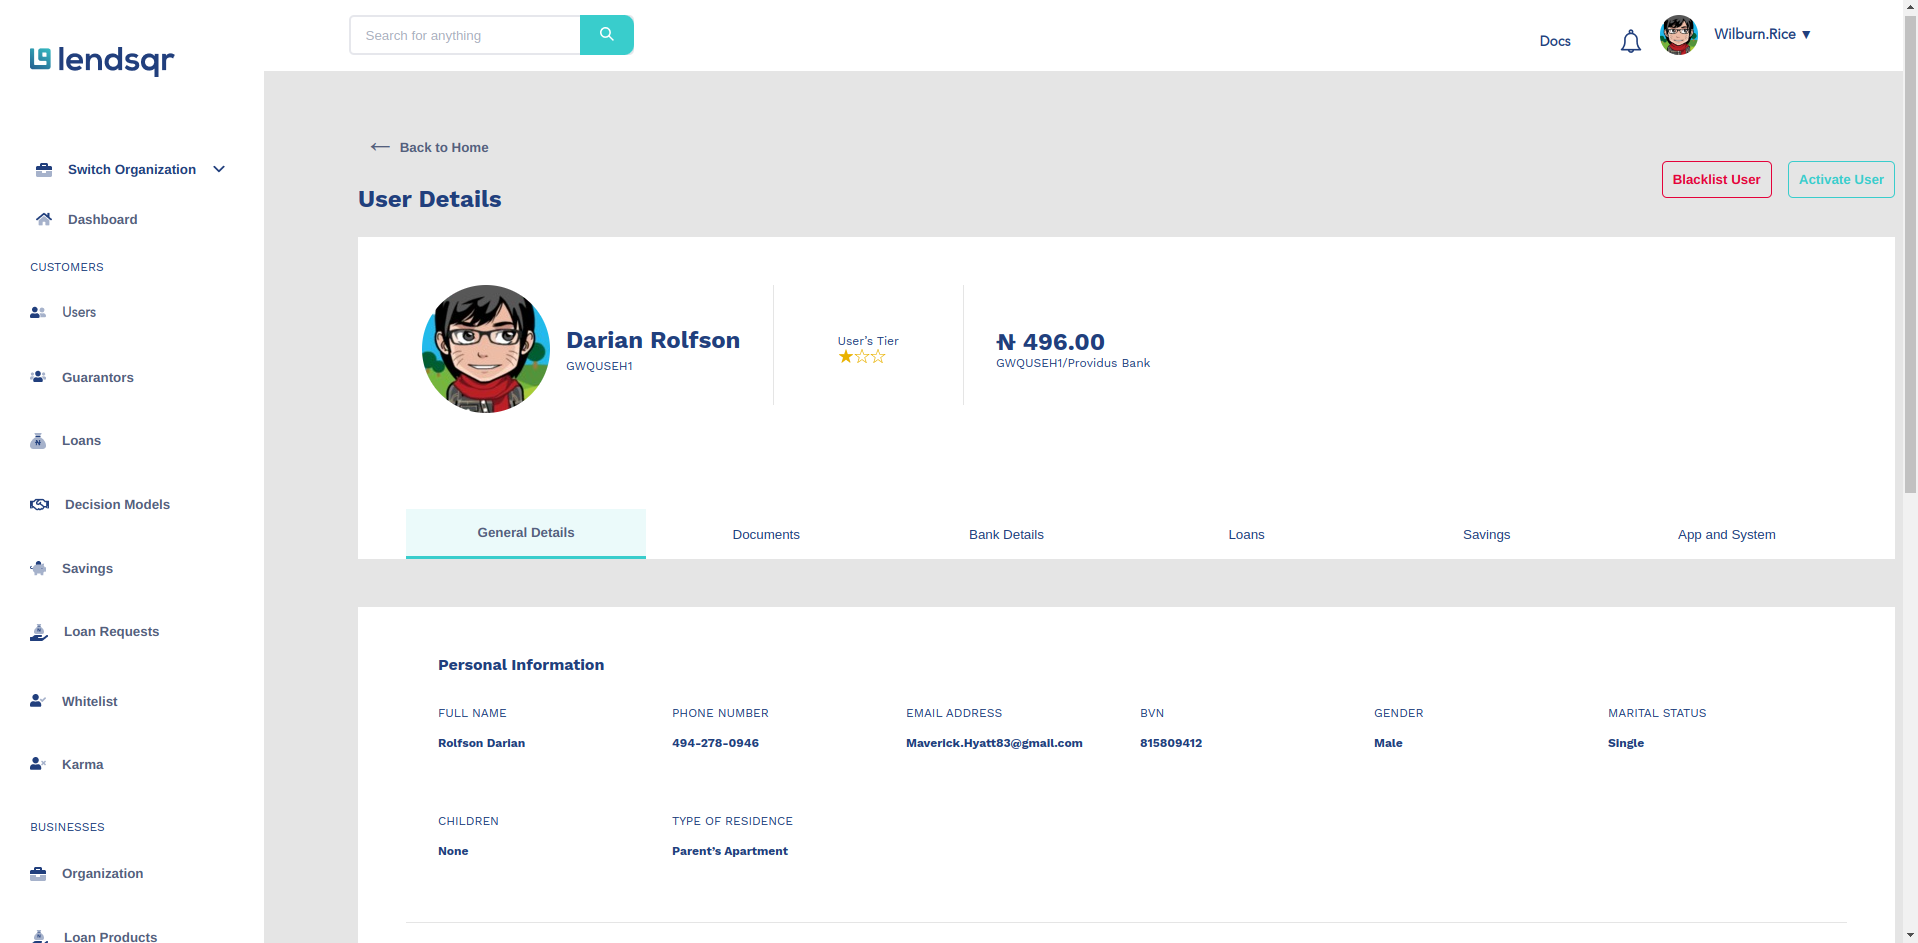 lendsqr
Search for anything
Docs
Wilburn.Rice ▼
Switch Organization
Dashboard
CUSTOMERS
Users
Guarantors
Loans
Decision Models
Savings
Loan Requests
Whitelist
Karma
BUSINESSES
Organization
Loan Products
Back to Home
User Details
Blacklist User
Activate User
Darian Rolfson
GWQUSEH1
User's Tier
₦ 496.00
GWQUSEH1/Providus Bank
General Details
Documents
Bank Details
Loans
Savings
App and System
Personal Information
FULL NAME
Rolfson Darian
PHONE NUMBER
494-278-0946
EMAIL ADDRESS
Maverick.Hyatt83@gmail.com
BVN
815809412
GENDER
Male
MARITAL STATUS
Single
CHILDREN
None
TYPE OF RESIDENCE
Parent's Apartment